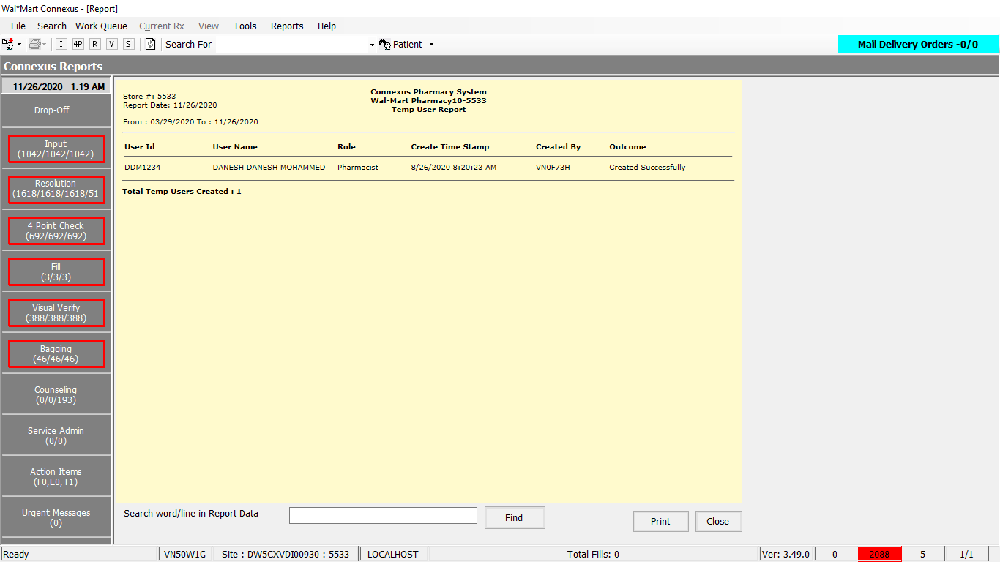 Wal*Mart Connexus - [Report]
File Search Work Queue Current Rx View Tools Reports Help
I 4P R V S Search For Patient Mail Delivery Orders -0/0
Connexus Reports
11/26/2020 1:19 AM
Drop-Off
Input
(1042/1042/1042)
Resolution
(1618/1618/1618/51
4 Point Check
(692/692/692)
Fill
(3/3/3)
Visual Verify
(388/388/388)
Bagging
(46/46/46)
Counseling
(0/0/193)
Service Admin
(0/0)
Action Items
(F0,E0,T1)
Urgent Messages
(0)
Connexus Pharmacy System
Store #: 5533
Wal-Mart Pharmacy10-5533
Report Date: 11/26/2020
Temp User Report
From : 03/29/2020 To : 11/26/2020
User Id User Name Role Create Time Stamp Created By Outcome
DDM1234 DANESH DANESH MOHAMMED Pharmacist 8/26/2020 8:20:23 AM VN0F73H Created Successfully
Total Temp Users Created : 1
Search word/line in Report Data Find Print Close
Ready VN50W1G Site : DW5CXVDI00930 : 5533 LOCALHOST Total Fills: 0 Ver: 3.49.0 0 2088 5 1/1